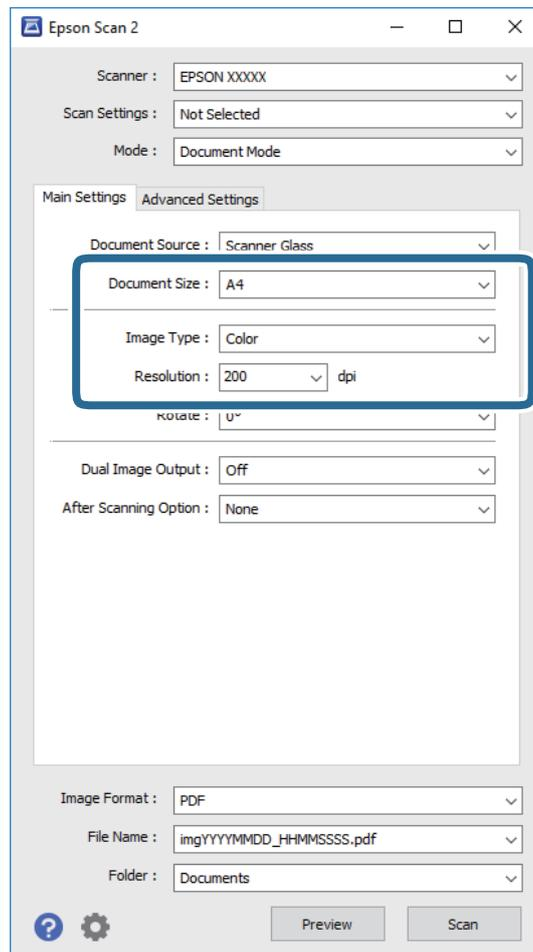 Epson Scan 2
Scanner : EPSON XXXXX
Scan Settings : Not Selected
Mode : Document Mode
Main Settings Advanced Settings
Document Source : Scanner Glass
Document Size : A4
Image Type : Color
Resolution : 200 dpi
Rotate : 0°
Dual Image Output : Off
After Scanning Option : None
Image Format : PDF
File Name : imgYYYYMMDD_HHMMSSSS.pdf
Folder : Documents
? Preview Scan